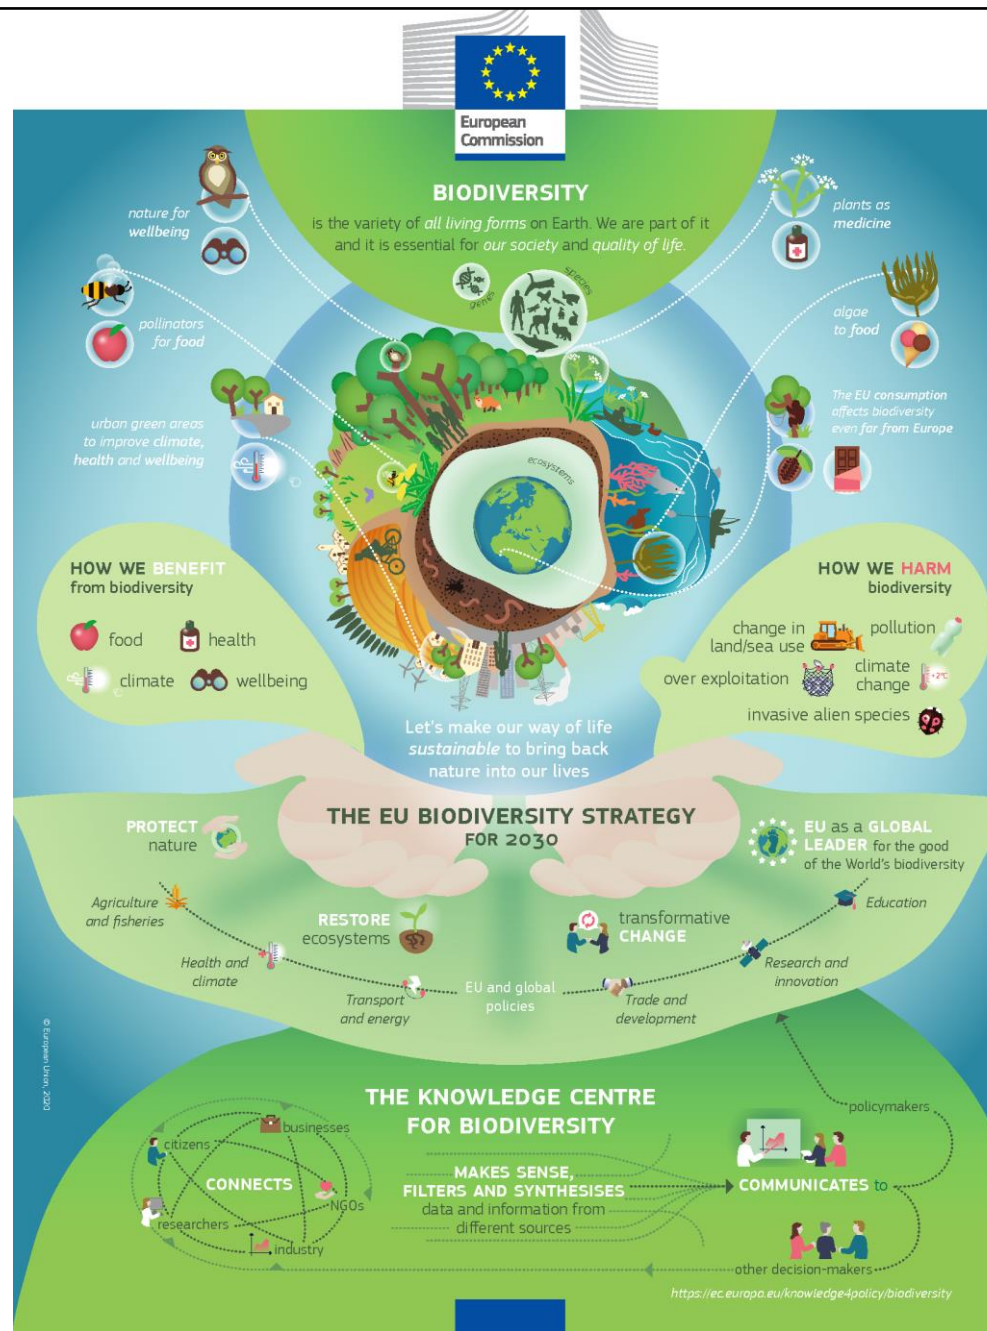 European
Commission
BIODIVERSITY
is the variety of all living forms on Earth. We are part of it
and it is essential for our society and quality of life.
genes
species
nature for
wellbeing
plants as
medicine
pollinators
for food
algae
to food
urban green areas
to improve climate,
health and wellbeing
The EU consumption
affects biodiversity
even far from Europe
ecosystems
HOW WE BENEFIT
from biodiversity
food
health
climate
wellbeing
HOW WE HARM
biodiversity
change in
land/sea use
pollution
over exploitation
climate
change
+2°C
invasive alien species
Let's make our way of life
sustainable to bring back
nature into our lives
THE EU BIODIVERSITY STRATEGY
FOR 2030
PROTECT
nature
EU as a GLOBAL
LEADER for the good
of the World's biodiversity
Agriculture
and fisheries
RESTORE
ecosystems
transformative
CHANGE
Education
Health and
climate
Transport
and energy
EU and global
policies
Trade and
development
Research and
innovation
© European Union, 2020
THE KNOWLEDGE CENTRE
FOR BIODIVERSITY
citizens
businesses
CONNECTS
NGOs
researchers
industry
MAKES SENSE,
FILTERS AND SYNTHESISES
data and information from
different sources
COMMUNICATES to
policymakers
other decision-makers
https://ec.europa.eu/knowledge4policy/biodiversity